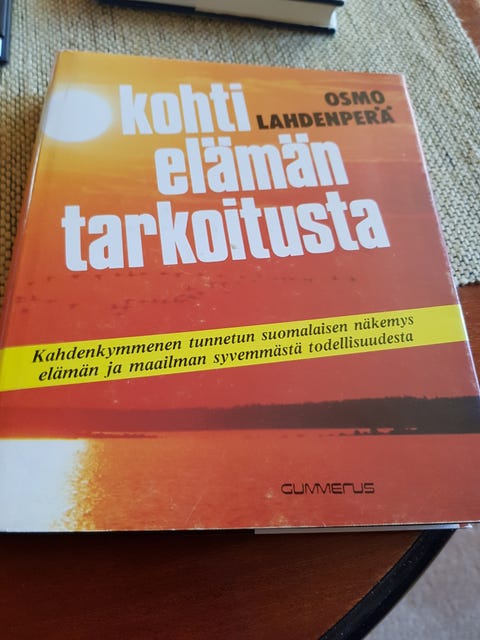 kohti
elämän
tarkoitusta
OSMO
LAHDENPERÄ
Kahdenkymmenen tunnetun suomalaisen näkemys
elämän ja maailman syvemmästä todellisuudesta
GUMMERUS